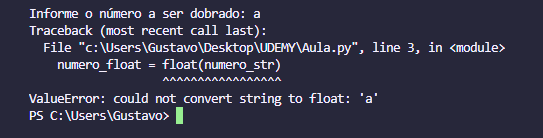 Informe o número a ser dobrado: a
Traceback (most recent call last):
  File "c:\Users\Gustavo\Desktop\UDEMY\Aula.py", line 3, in <module>
    numero_float = float(numero_str)
                   ^^^^^^^^^^^^^^^^^
ValueError: could not convert string to float: 'a'
PS C:\Users\Gustavo>